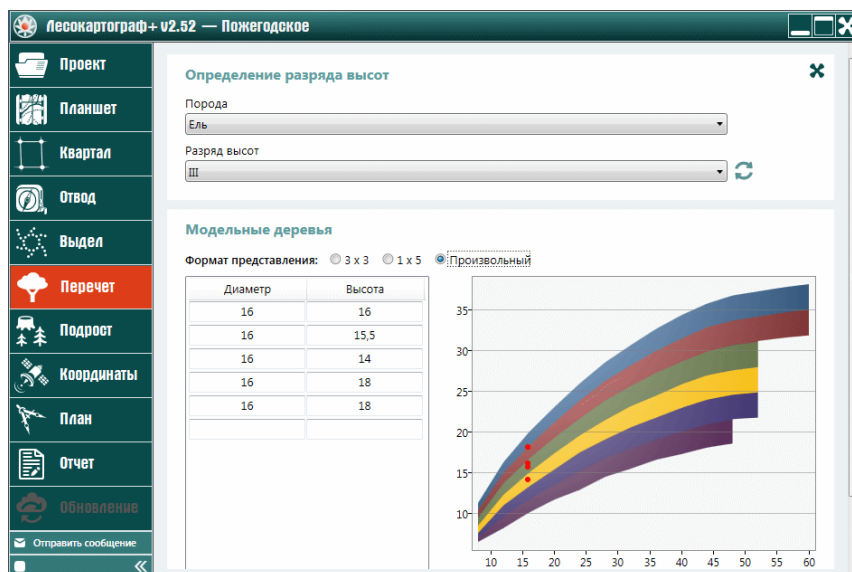 Лесокартограф+ v2.52 — Пожегодское
Проект
Планшет
Квартал
Отвод
Выдел
Перечет
Подрост
Координаты
План
Отчет
Обновление
Отправить сообщение
Определение разряда высот
Порода
Ель
Разряд высот
III
Модельные деревья
Формат представления: 3 x 3 1 x 5 Произвольный
Диаметр Высота
16 16
16 15,5
16 14
16 18
16 18
35
30
25
20
15
10
10 15 20 25 30 35 40 45 50 55 60